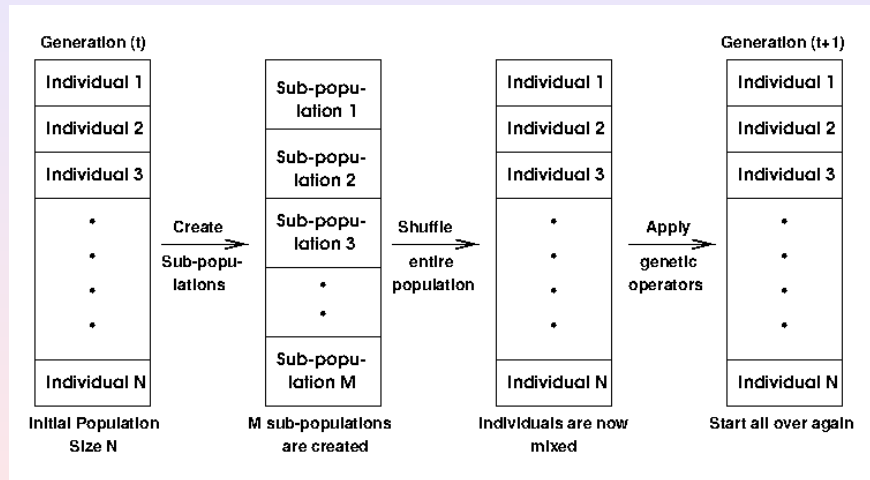 Generation (t)
Individual 1
Individual 2
Individual 3
Individual N
Initial Population
Size N
Create
Sub-popu-
lations
Sub-popu-
lation 1
Sub-popu-
lation 2
Sub-popu-
lation 3
Sub-popu-
lation M
M sub-populations
are created
Shuffle
entire
population
Individual 1
Individual 2
Individual 3
Individual N
Individuals are now
mixed
Apply
genetic
operators
Generation (t+1)
Individual 1
Individual 2
Individual 3
Individual N
Start all over again